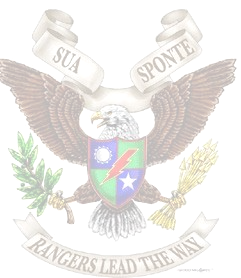 SUA SPONTE
RANGERS LEAD THE WAY